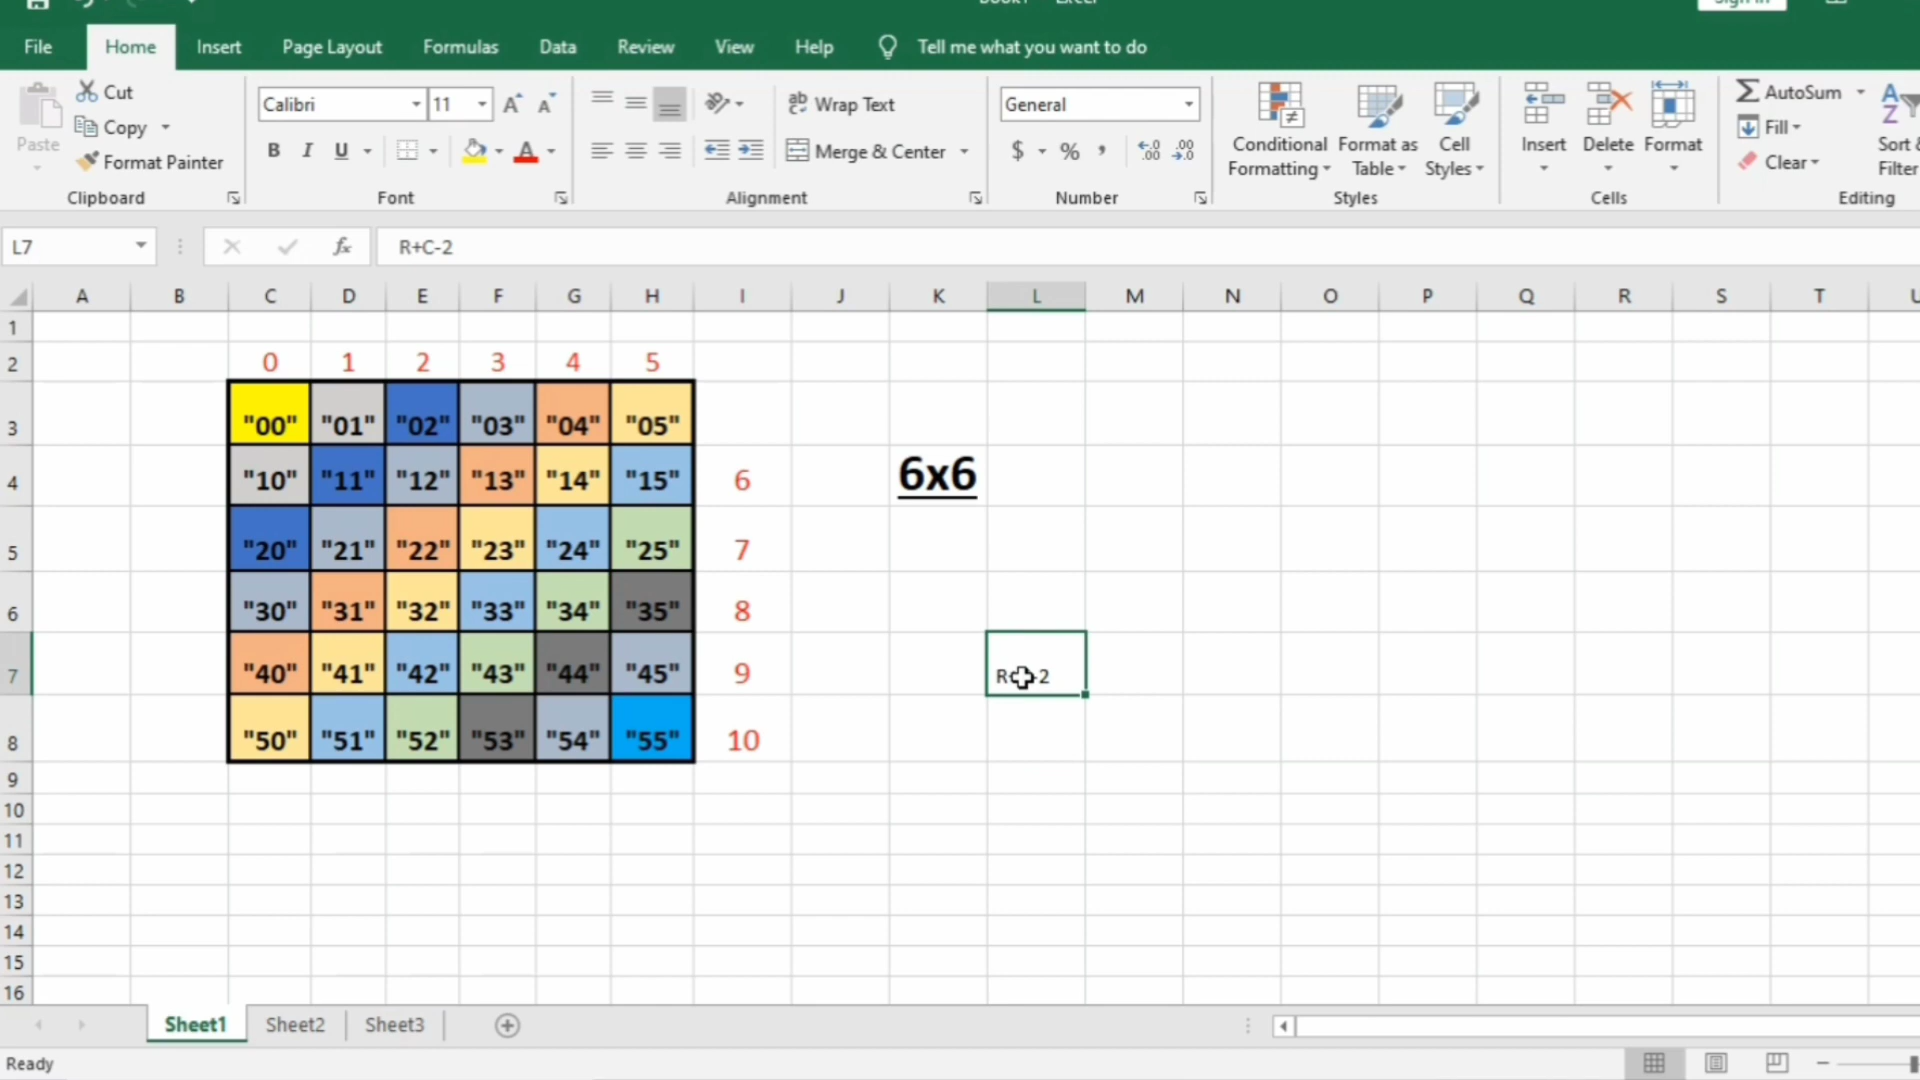 File Home Insert Page Layout Formulas Data Review View Help Tell me what you want to do
Paste
Cut
Copy
Format Painter
Clipboard
Calibri 11
B I U
Font
Wrap Text
Merge & Center
Alignment
General
$ % ,
Number
Conditional Formatting
Format as Table
Cell Styles
Styles
Insert
Delete
Format
Cells
AutoSum
Fill
Clear
Sort &
Filter
Editing
L7 fx R+C-2
A B C D E F G H I J K L M N O P Q R S T
1
2 0 1 2 3 4 5
3 "00" "01" "02" "03" "04" "05"
4 "10" "11" "12" "13" "14" "15" 6 6x6
5 "20" "21" "22" "23" "24" "25" 7
6 "30" "31" "32" "33" "34" "35" 8
7 "40" "41" "42" "43" "44" "45" 9 R+C-2
8 "50" "51" "52" "53" "54" "55" 10
9
10
11
12
13
14
15
16
Sheet1 Sheet2 Sheet3
Ready